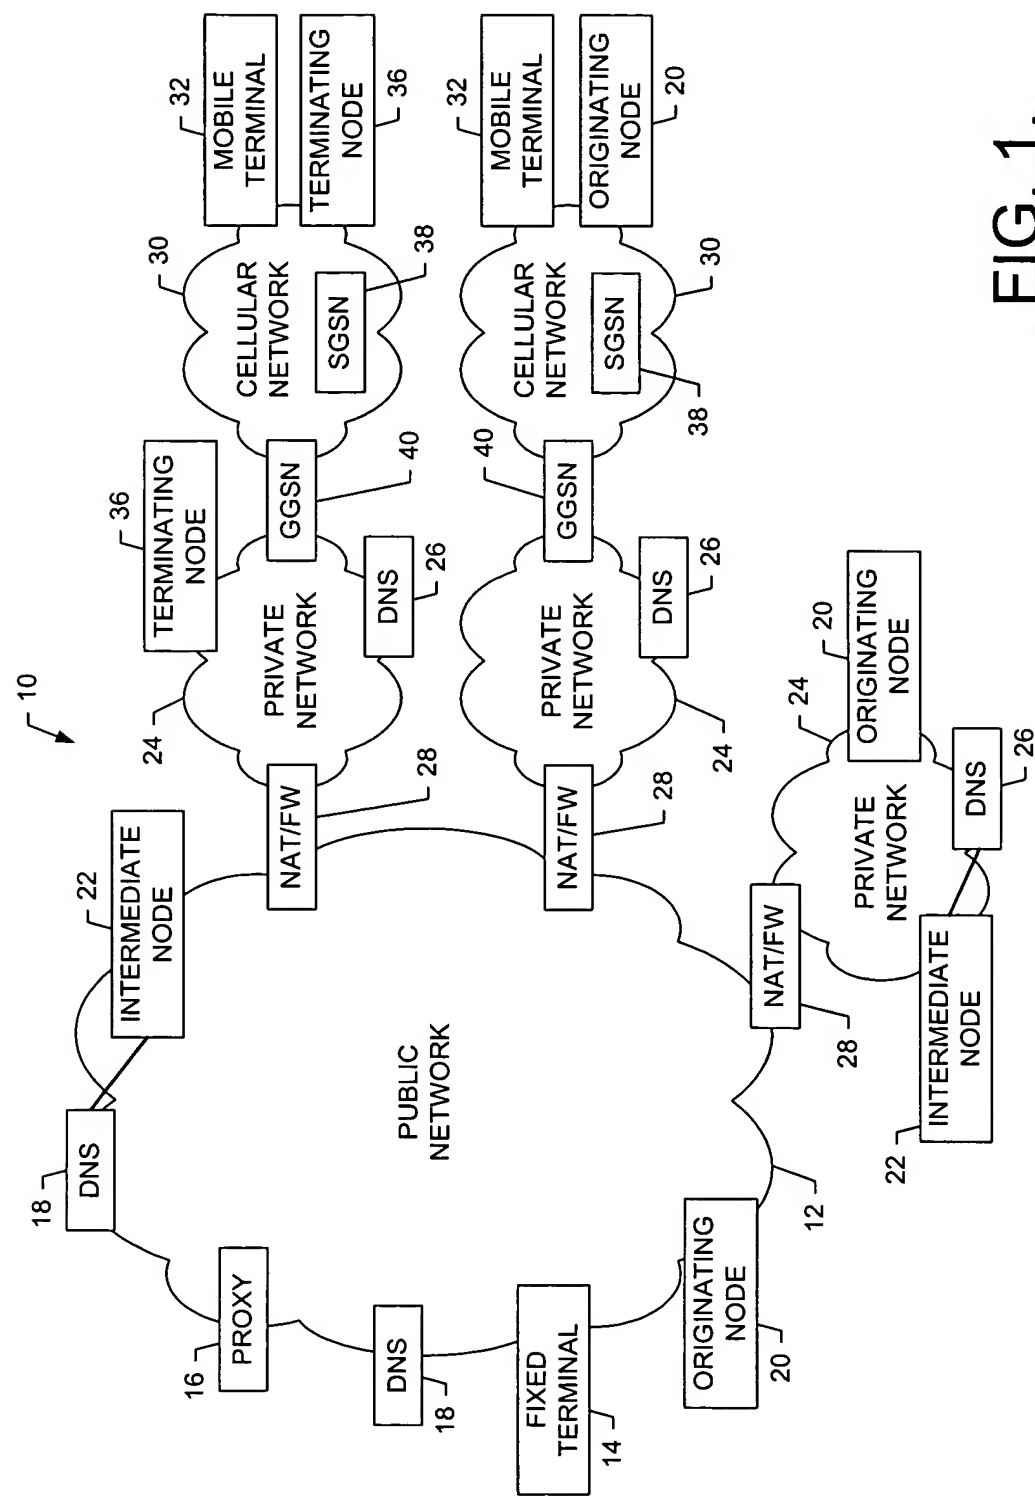 10
32
MOBILE
TERMINAL
TERMINATING
NODE
36
30
CELLULAR
NETWORK
SGSN
38
36
TERMINATING
NODE
GGSN
40
24
PRIVATE
NETWORK
DNS
26
NAT/FW
28
32
MOBILE
TERMINAL
ORIGINATING
NODE
20
30
CELLULAR
NETWORK
SGSN
38
40
GGSN
PRIVATE
NETWORK
DNS
26
24
NAT/FW
28
22
INTERMEDIATE
NODE
18
DNS
16
PROXY
DNS
18
FIXED
TERMINAL
14
ORIGINATING
NODE
20
12
PUBLIC
NETWORK
NAT/FW
28
24
20
ORIGINATING
NODE
PRIVATE
NETWORK
DNS
26
INTERMEDIATE
NODE
22
FIG. 1.